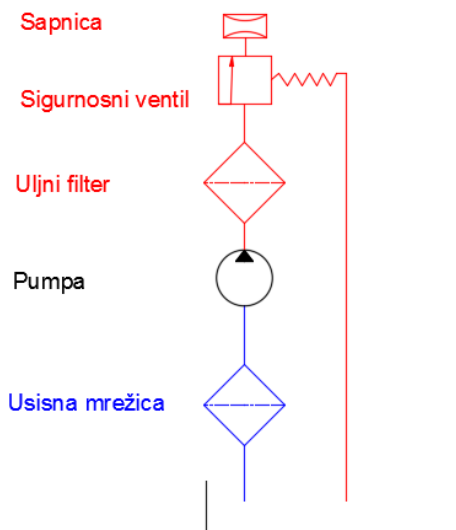 Sapnica
Sigurnosni ventil
Uljni filter
Pumpa
Usisna mrežica